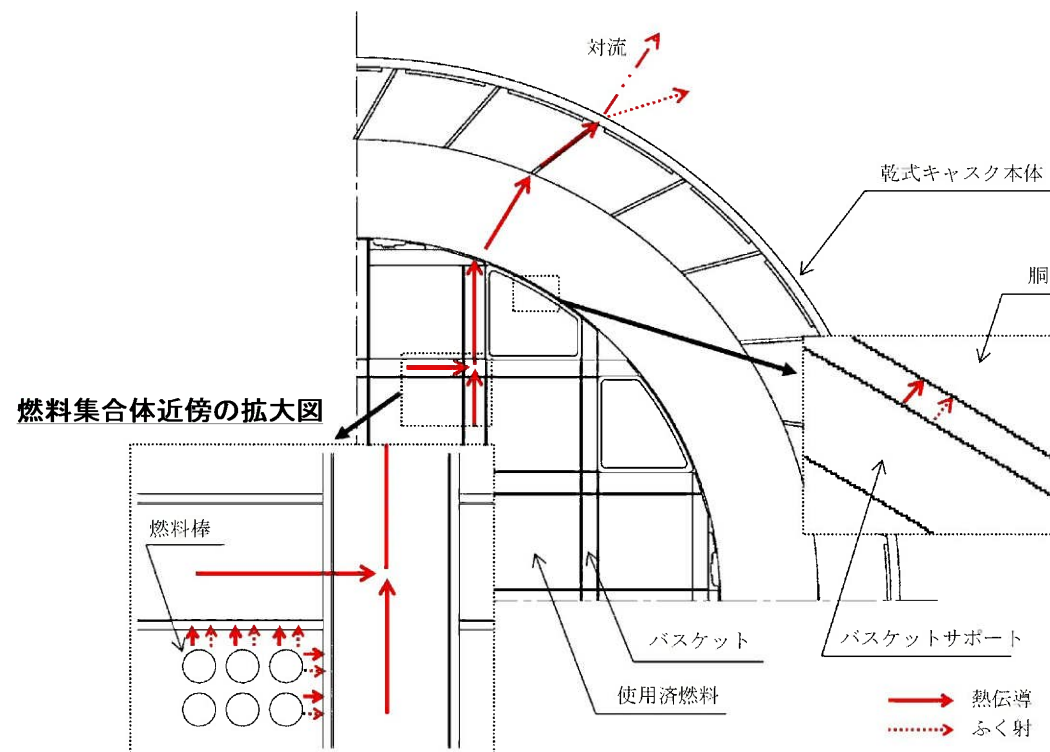 対流
乾式キャスク本体
胴
燃料集合体近傍の拡大図
燃料棒
バスケット
バスケットサポート
使用済燃料
熱伝導
ふく射